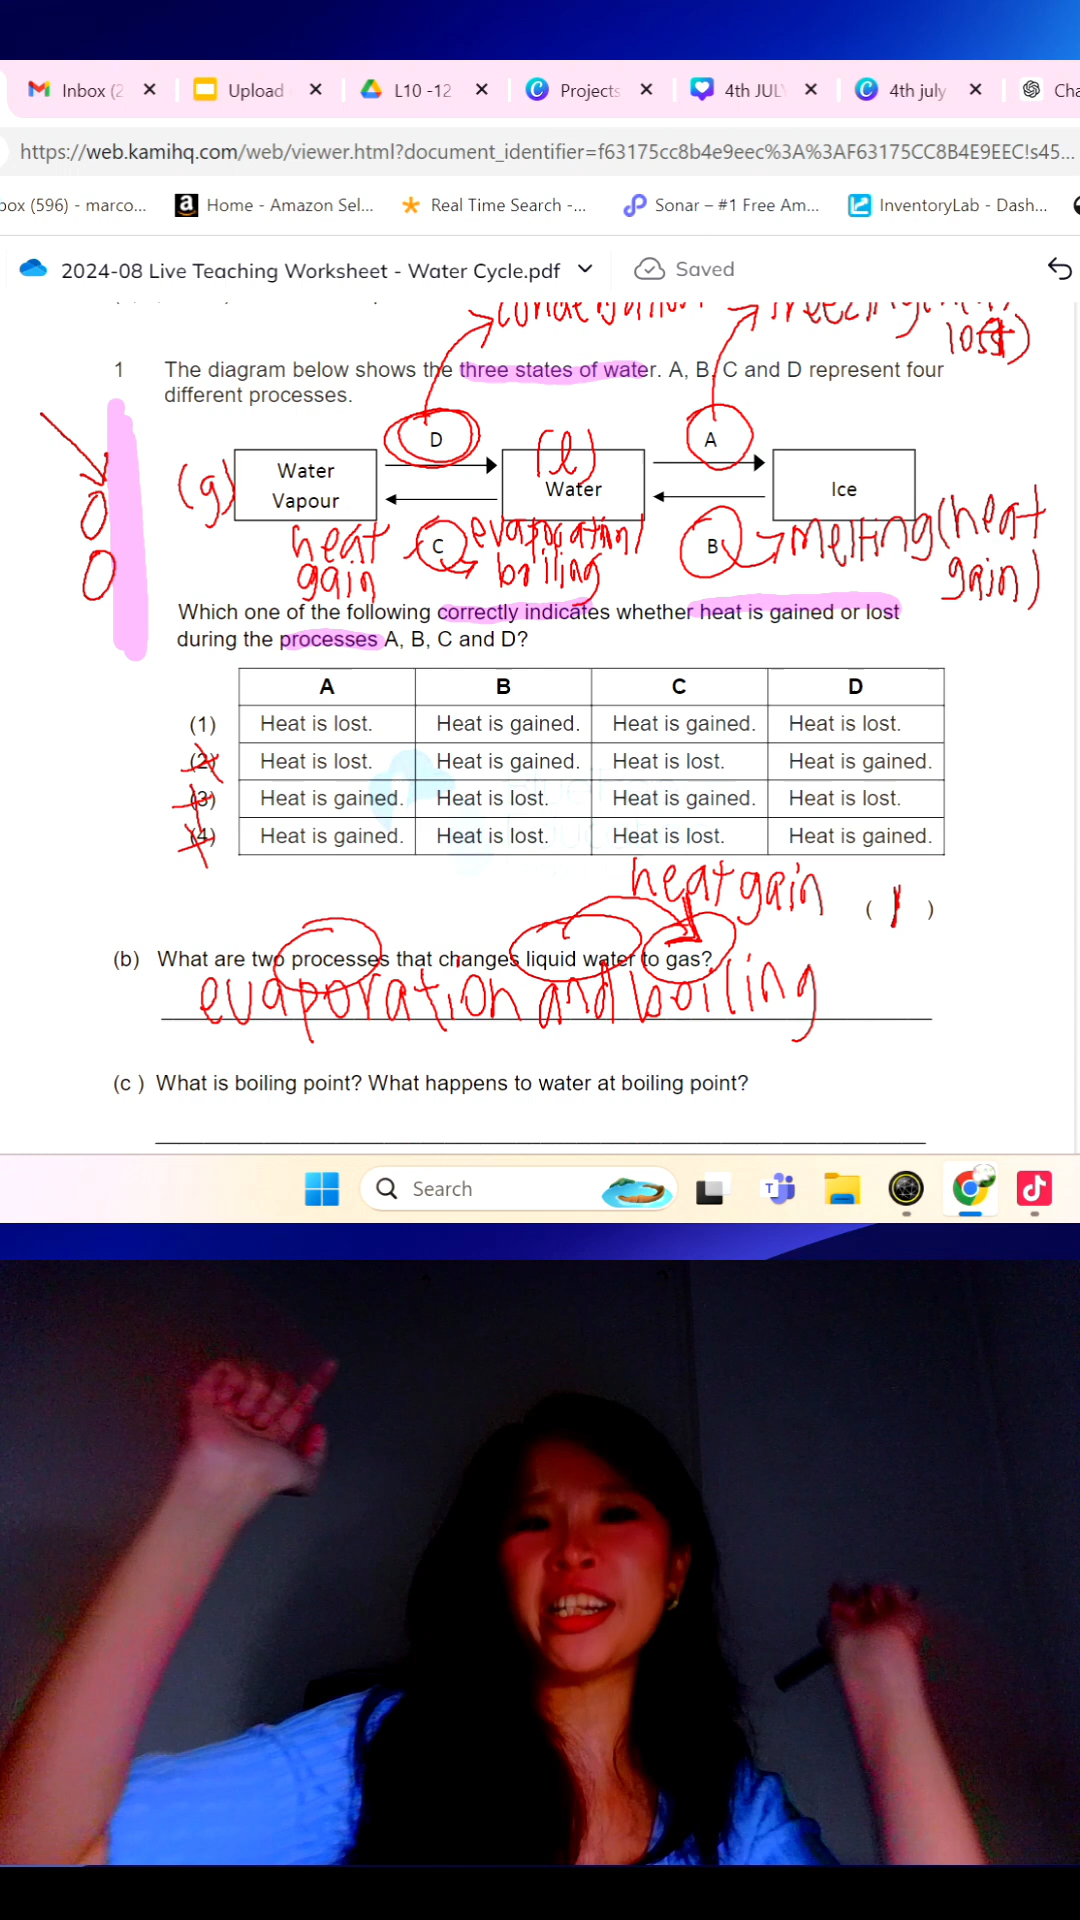 Inbox (2
Upload
L10 -12
Projects
4th JUL
4th july
Cha
https://web.kamihq.com/web/viewer.html?document_identifier=f63175cc8b4e9eec%3A%3AF63175CC8B4E9EEC!s45...
box (596) - marco...
Home - Amazon Sel...
Real Time Search -...
Sonar – #1 Free Am...
InventoryLab - Dash...
2024-08 Live Teaching Worksheet - Water Cycle.pdf
Saved
lost)
1 The diagram below shows the three states of water. A, B, C and D represent four
different processes.
D
A
(g)
Water
Vapour
(l)
Water
Ice
heat
gain
C
evaporation/
boiling
B
melting (heat
gain)
Which one of the following correctly indicates whether heat is gained or lost
during the processes A, B, C and D?
A B C D
(1) Heat is lost. Heat is gained. Heat is gained. Heat is lost.
(2) Heat is lost. Heat is gained. Heat is lost. Heat is gained.
(3) Heat is gained. Heat is lost. Heat is gained. Heat is lost.
(4) Heat is gained. Heat is lost. Heat is lost. Heat is gained.
heat gain
( 1 )
(b) What are two processes that changes liquid water to gas?
evaporation and boiling
(c ) What is boiling point? What happens to water at boiling point?
Search